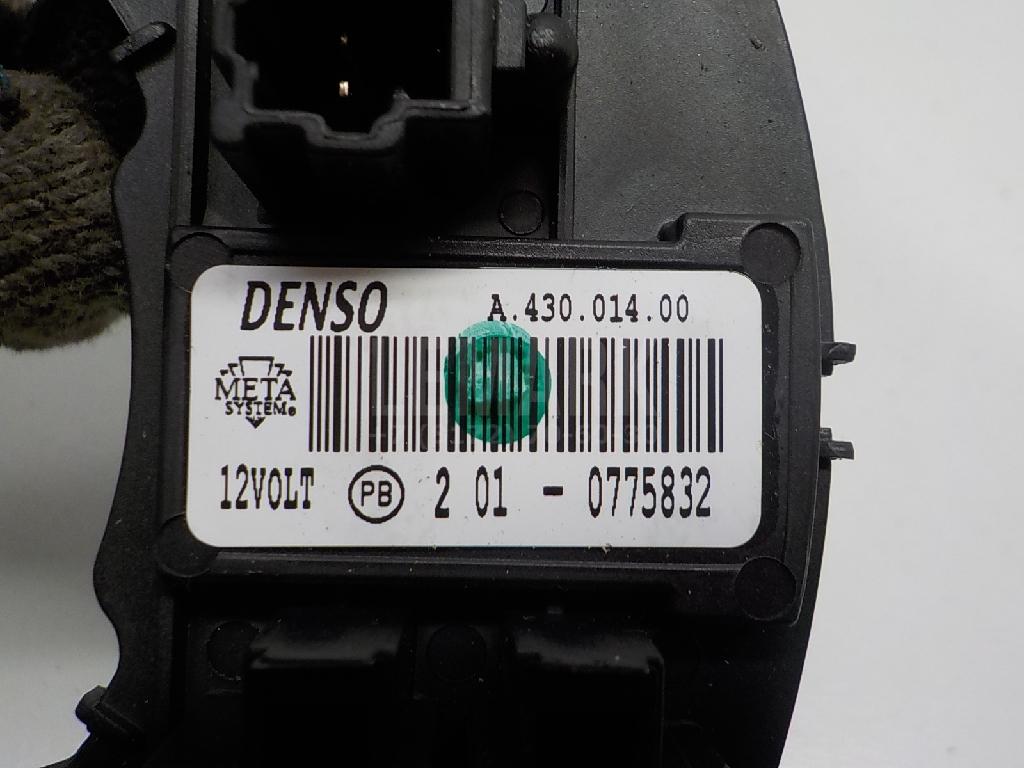 DENSO A.430.014.00
META
SYSTEM®
12VOLT PB 2 01 - 0775832